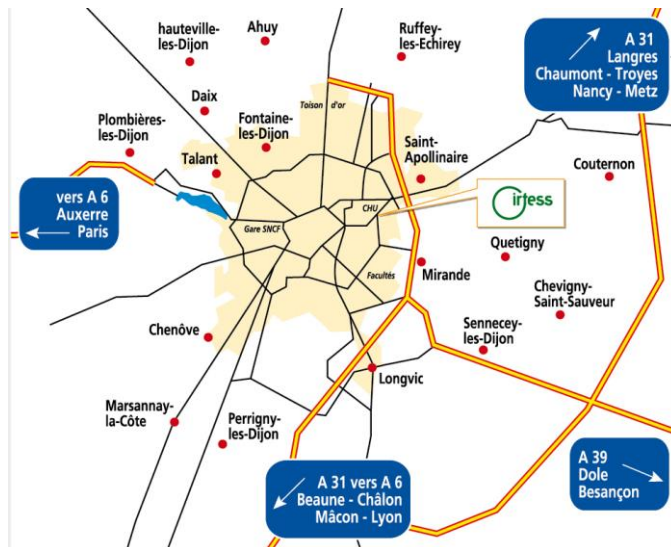 hauteville-
les-Dijon
Ahuy
Ruffey-
les-Echirey
A 31
Langres
Chaumont - Troyes
Nancy - Metz
Daix
Toison d'or
Plombières-
les-Dijon
Fontaine-
les-Dijon
Talant
Saint-
Apollinaire
Couternon
vers A 6
Auxerre
Paris
CHU
irtess
Gare SNCF
Quetigny
Facultés
Mirande
Chevigny-
Saint-Sauveur
Chenôve
Sennecey-
les-Dijon
Longvic
Marsannay-
la-Côte
Perrigny-
les-Dijon
A 31 vers A 6
Beaune - Châlon
Mâcon - Lyon
A 39
Dole
Besançon